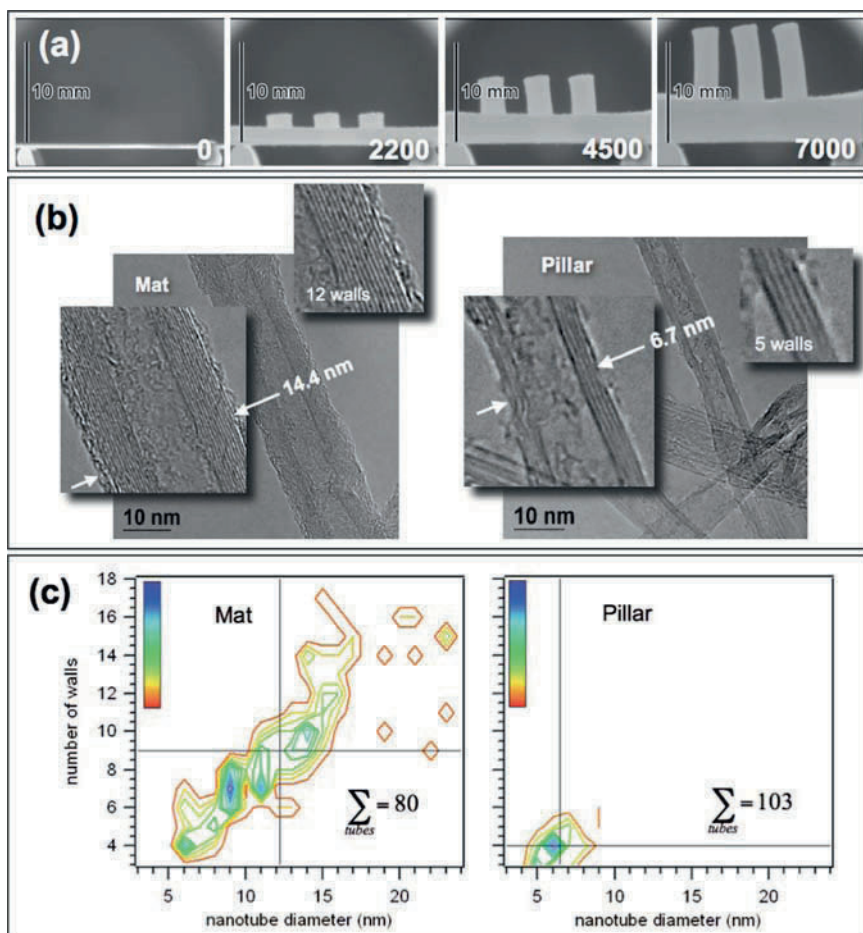 (a)
10 mm
0
10 mm
2200
10 mm
4500
10 mm
7000
(b)
Mat
12 walls
14.4 nm
10 nm
Pillar
5 walls
6.7 nm
10 nm
(c)
Mat
18
16
14
12
10
8
6
4
number of walls
∑ = 80
tubes
5 10 15 20
nanotube diameter (nm)
Pillar
∑ = 103
tubes
5 10 15 20
nanotube diameter (nm)